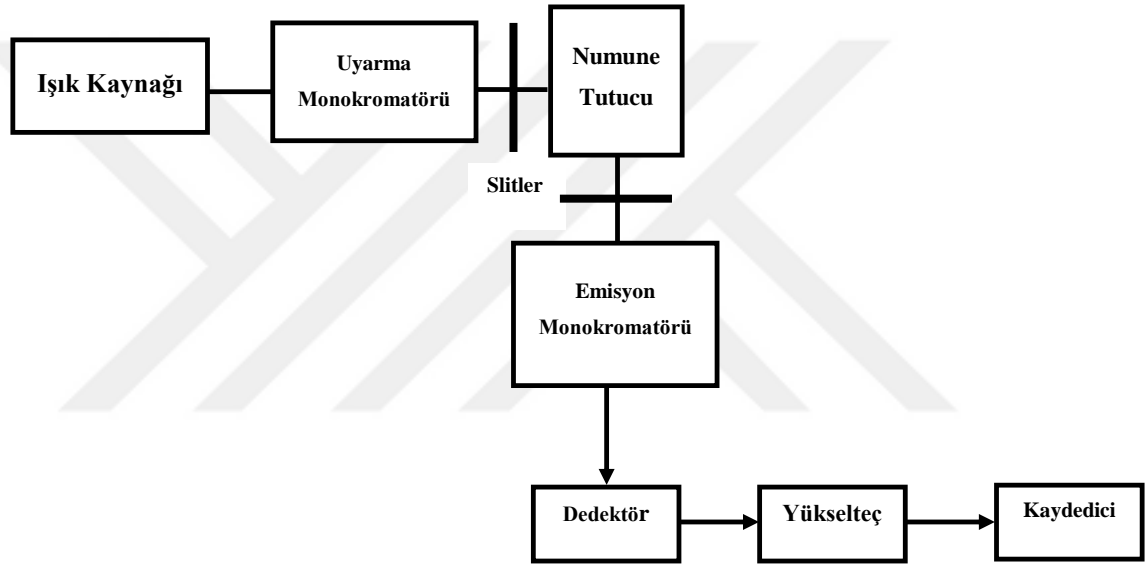 Işık Kaynağı
Uyarma
Monokromatörü
Numune
Tutucu
Slitler
Emisyon
Monokromatörü
Dedektör
Yükselteç
Kaydedici